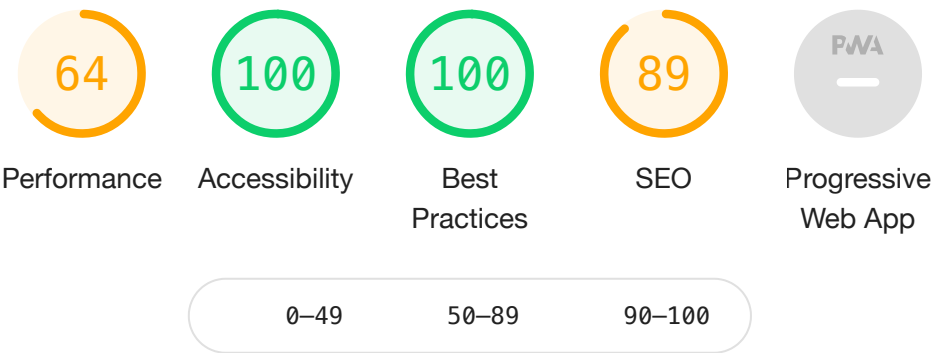 64
100
100
89
PWA
Performance
Accessibility
Best
Practices
SEO
Progressive
Web App
0–49
50–89
90–100